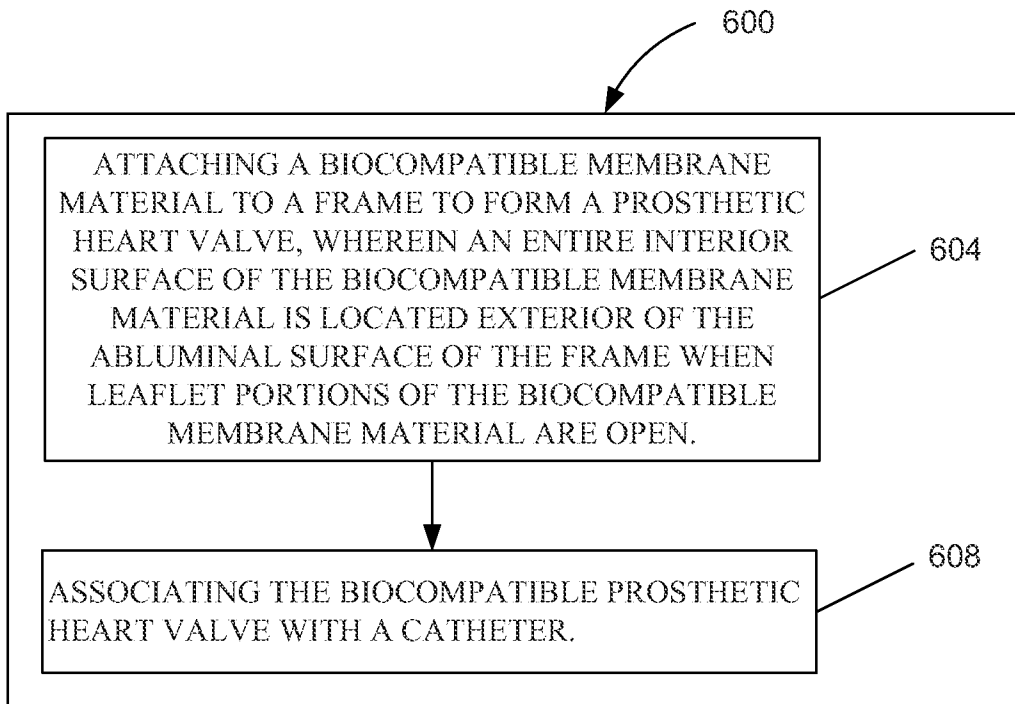 600
ATTACHING A BIOCOMPATIBLE MEMBRANE
MATERIAL TO A FRAME TO FORM A PROSTHETIC
HEART VALVE, WHEREIN AN ENTIRE INTERIOR
SURFACE OF THE BIOCOMPATIBLE MEMBRANE
MATERIAL IS LOCATED EXTERIOR OF THE
ABLUMINAL SURFACE OF THE FRAME WHEN
LEAFLET PORTIONS OF THE BIOCOMPATIBLE
MEMBRANE MATERIAL ARE OPEN.
604
ASSOCIATING THE BIOCOMPATIBLE PROSTHETIC
HEART VALVE WITH A CATHETER.
608